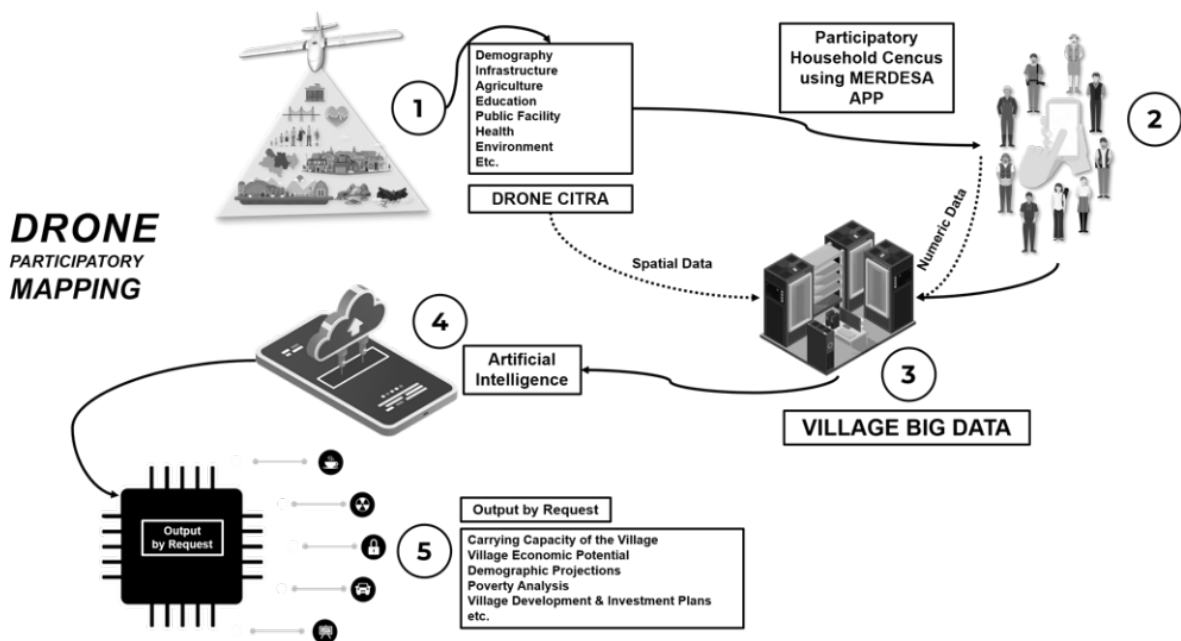 DRONE
PARTICIPATORY
MAPPING
1
Demography
Infrastructure
Agriculture
Education
Public Facility
Health
Environment
Etc.
DRONE CITRA
Participatory
Household Cencus
using MERDESA
APP
2
Spatial Data
Numeric Data
3
VILLAGE BIG DATA
4
Artificial
Intelligence
Output
by Request
5
Output by Request
Carrying Capacity of the Village
Village Economic Potential
Demographic Projections
Poverty Analysis
Village Development & Investment Plans
etc.